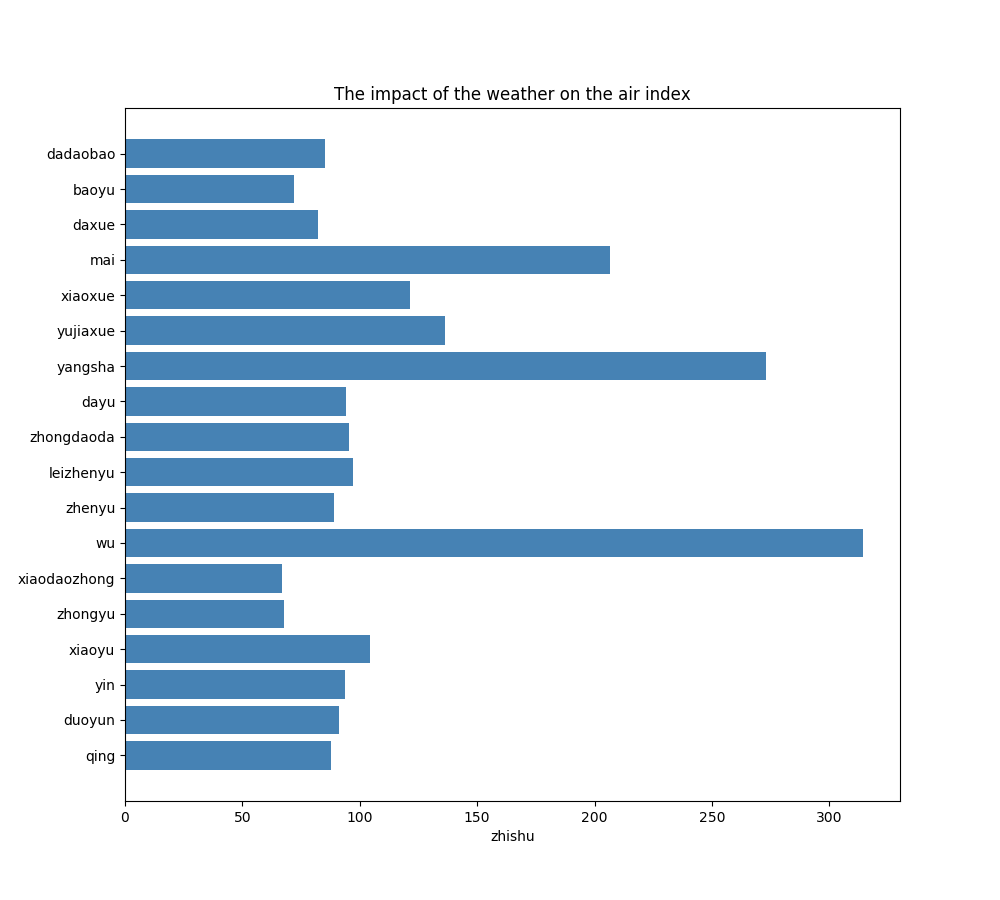 The impact of the weather on the air index
dadaobao
baoyu
daxue
mai
xiaoxue
yujiaxue
yangsha
dayu
zhongdaoda
leizhenyu
zhenyu
wu
xiaodaozhong
zhongyu
xiaoyu
yin
duoyun
qing
0 50 100 150 200 250 300
zhishu